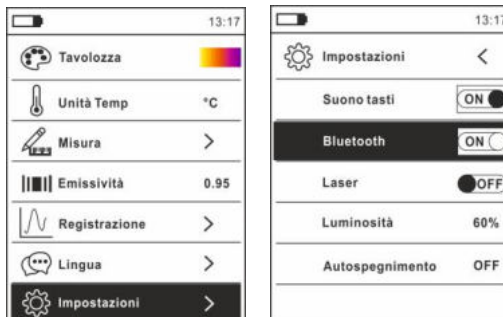 13:17
Tavolozza
Unità Temp °C
Misura >
Emissività 0.95
Registrazione >
Lingua >
Impostazioni >
13:17
Impostazioni <
Suono tasti ON
Bluetooth ON
Laser OFF
Luminosità 60%
Autospegnimento OFF